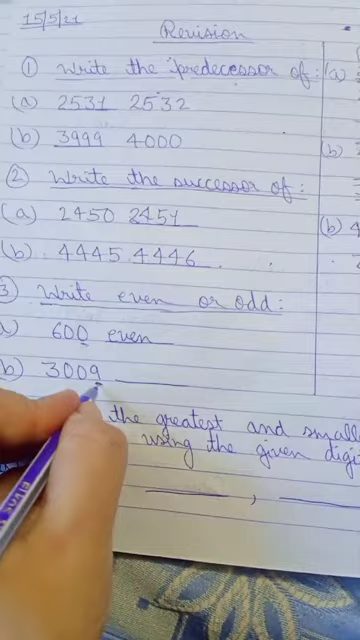 15/5/21
Revision
① Write the predecessor of:
(a) 2531 2532
(b) 3999 4000
② Write the successor of:
(a) 2450 2451
(b) 4445 4446
③ Write even or odd:
600 even
(b) 3009
the greatest and small
using the given digi
(a)
(b)
(b) 4